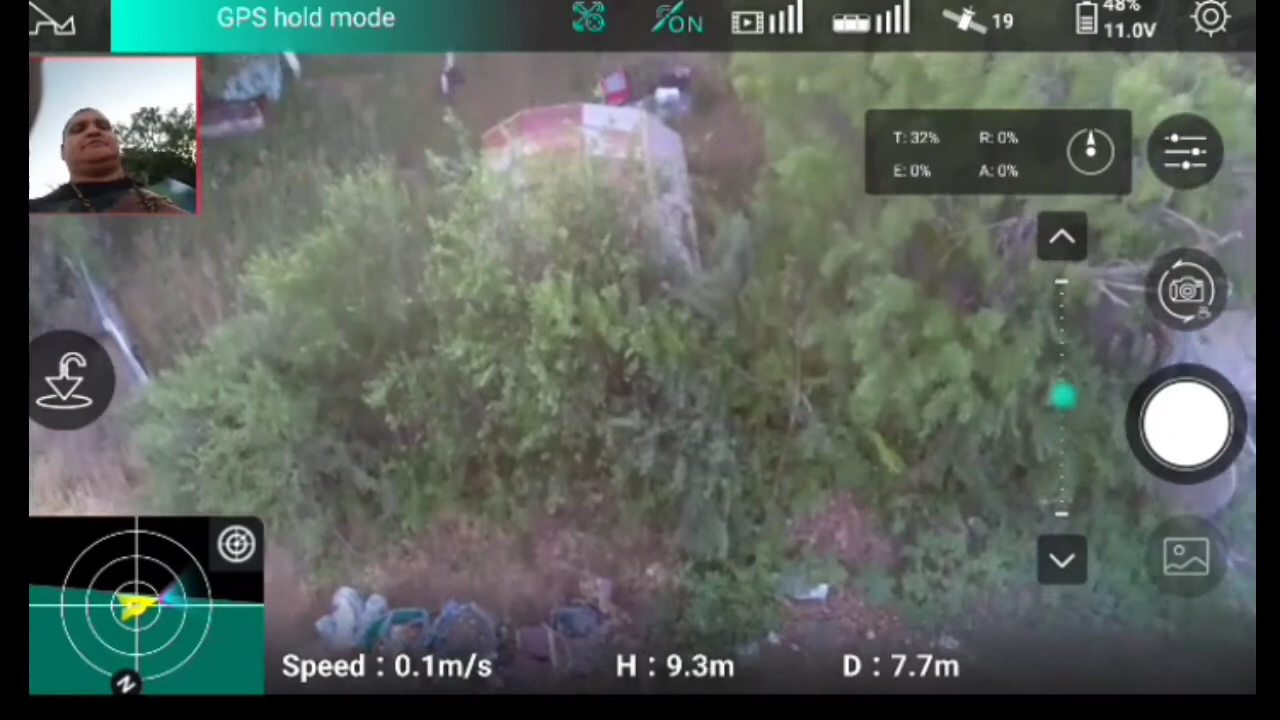 GPS hold mode
ON
19
48%
11.0V
T: 32% R: 0%
E: 0% A: 0%
N
Speed : 0.1m/s H : 9.3m D : 7.7m